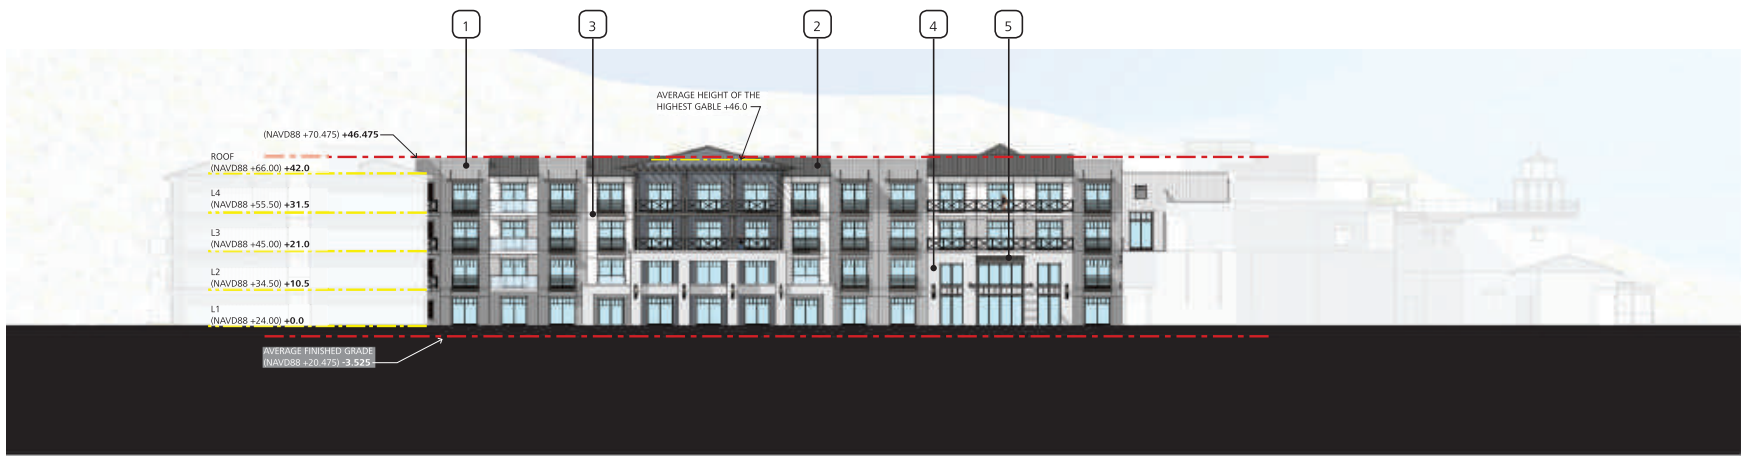 1
3
2
4
5
AVERAGE HEIGHT OF THE
HIGHEST GABLE +46.0
(NAVD88 +70.475) +46.475
ROOF
(NAVD88 +66.00) +42.0
L4
(NAVD88 +55.50) +31.5
L3
(NAVD88 +45.00) +21.0
L2
(NAVD88 +34.50) +10.5
L1
(NAVD88 +24.00) +0.0
AVERAGE FINISHED GRADE
(NAVD88 +20.475) -3.525